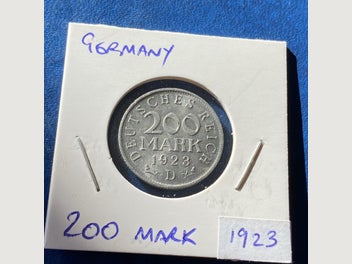 GERMANY
DEUTSCHES REICH
200
MARK
1923
D
200 MARK
1923